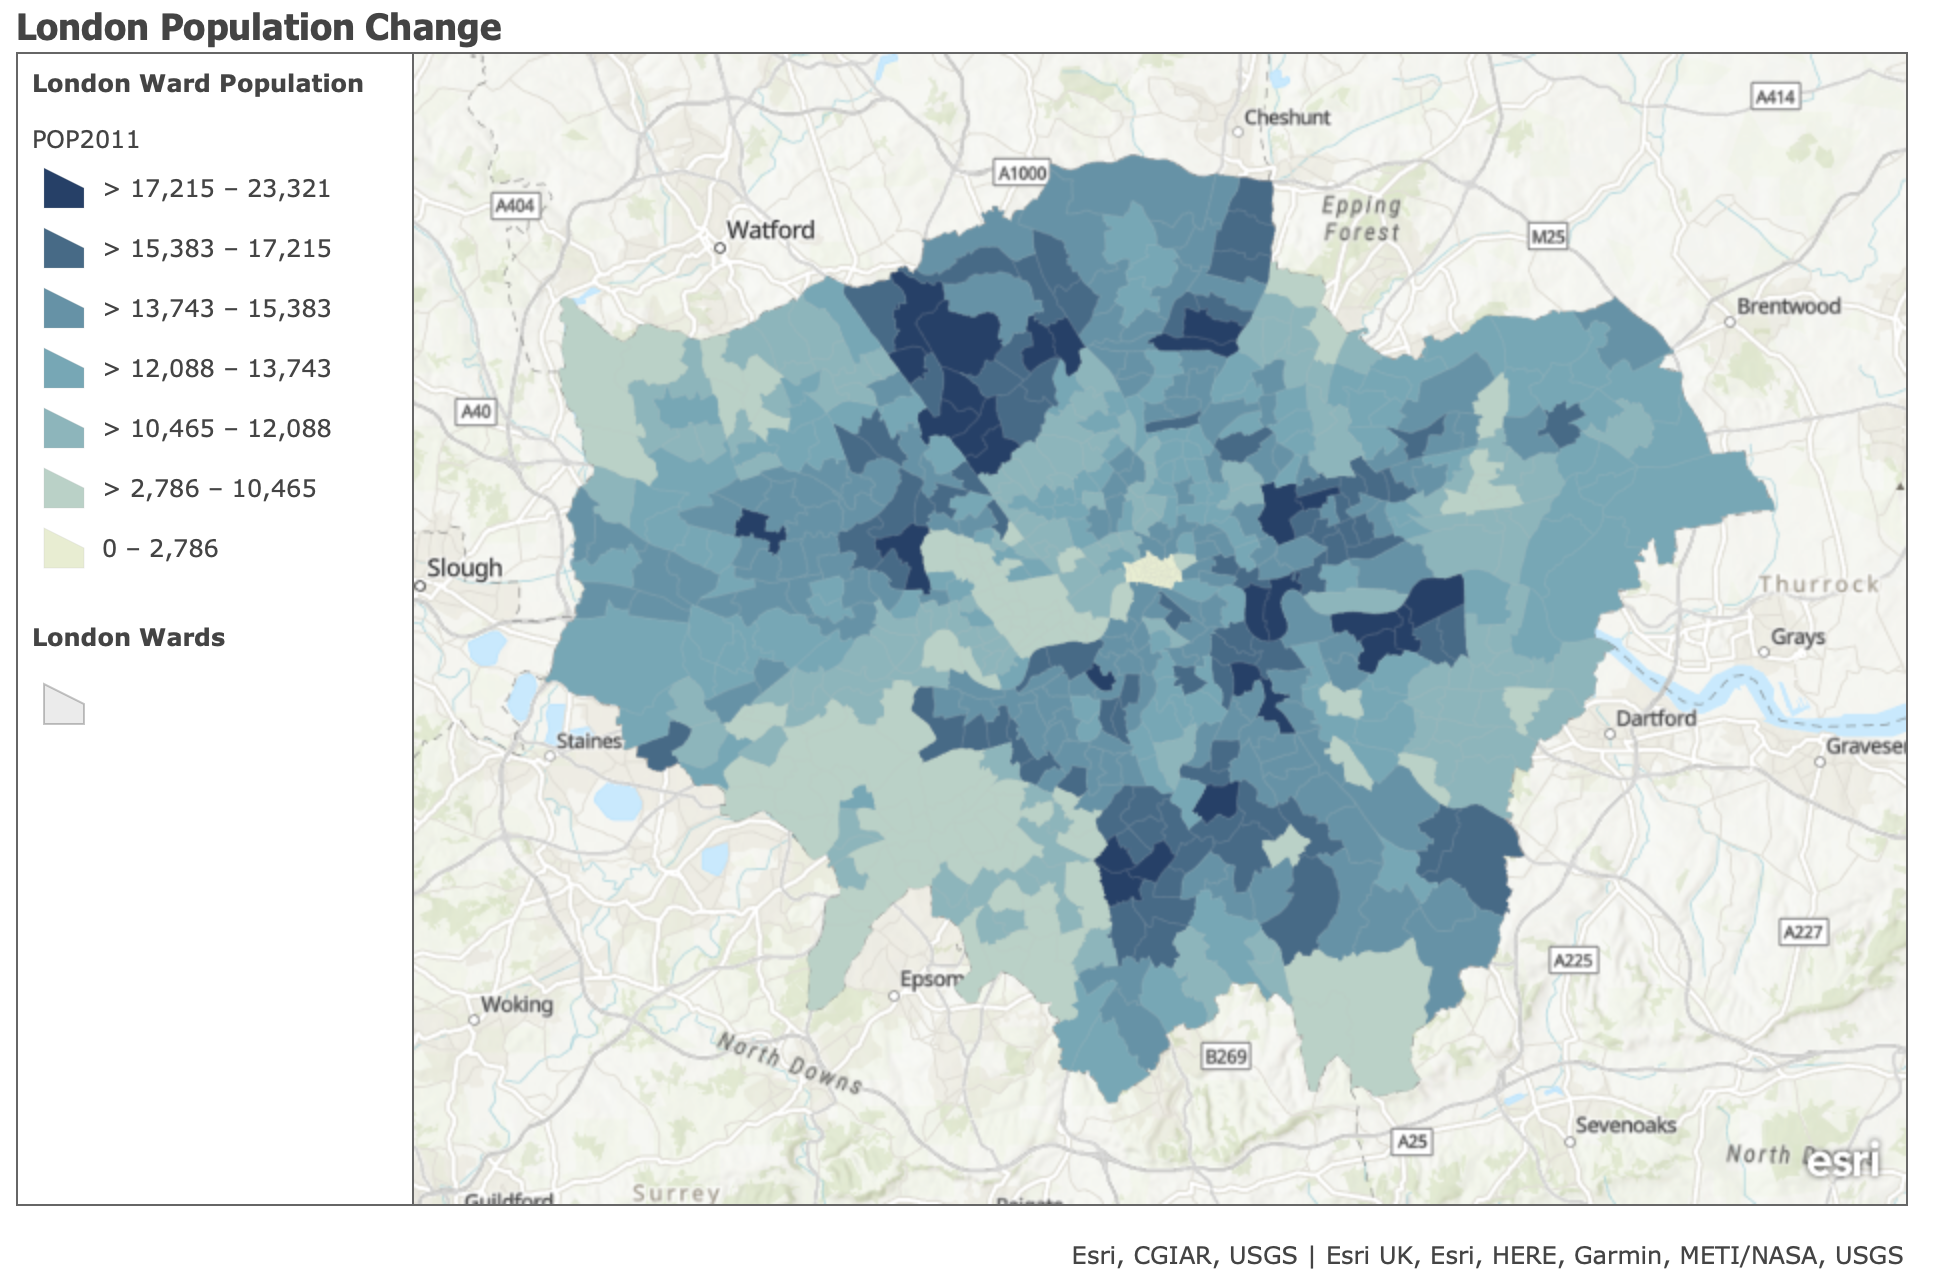 London Population Change
London Ward Population
POP2011
> 17,215 – 23,321
> 15,383 – 17,215
> 13,743 – 15,383
> 12,088 – 13,743
> 10,465 – 12,088
> 2,786 – 10,465
0 – 2,786
London Wards
A414
Cheshunt
A1000
A404
Epping
Forest
Watford
M25
Brentwood
A40
Slough
Thurrock
Grays
Dartford
Staines
Gravese
A227
A225
Epsom
Woking
North Downs
B269
Sevenoaks
A25
North D
esri
Surrey
Guildford
Reigate
Esri, CGIAR, USGS | Esri UK, Esri, HERE, Garmin, METI/NASA, USGS